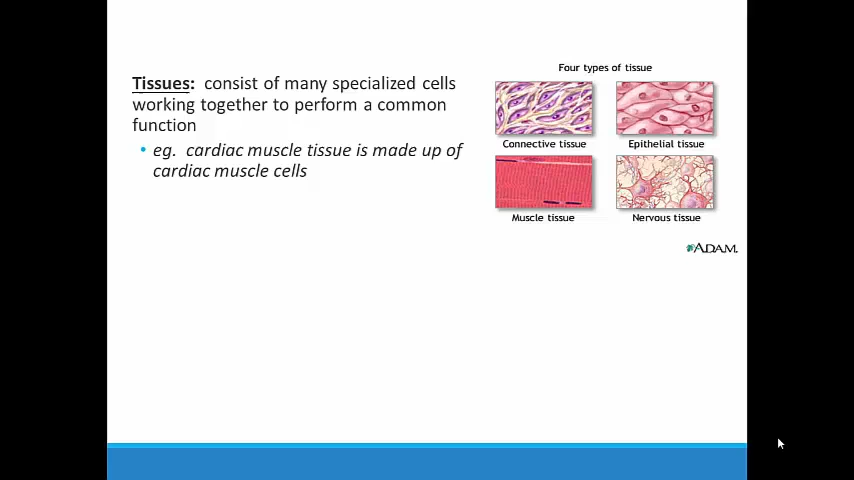 Tissues: consist of many specialized cells
working together to perform a common
function
• eg. cardiac muscle tissue is made up of
cardiac muscle cells
Four types of tissue
Connective tissue
Epithelial tissue
Muscle tissue
Nervous tissue
ADAM.